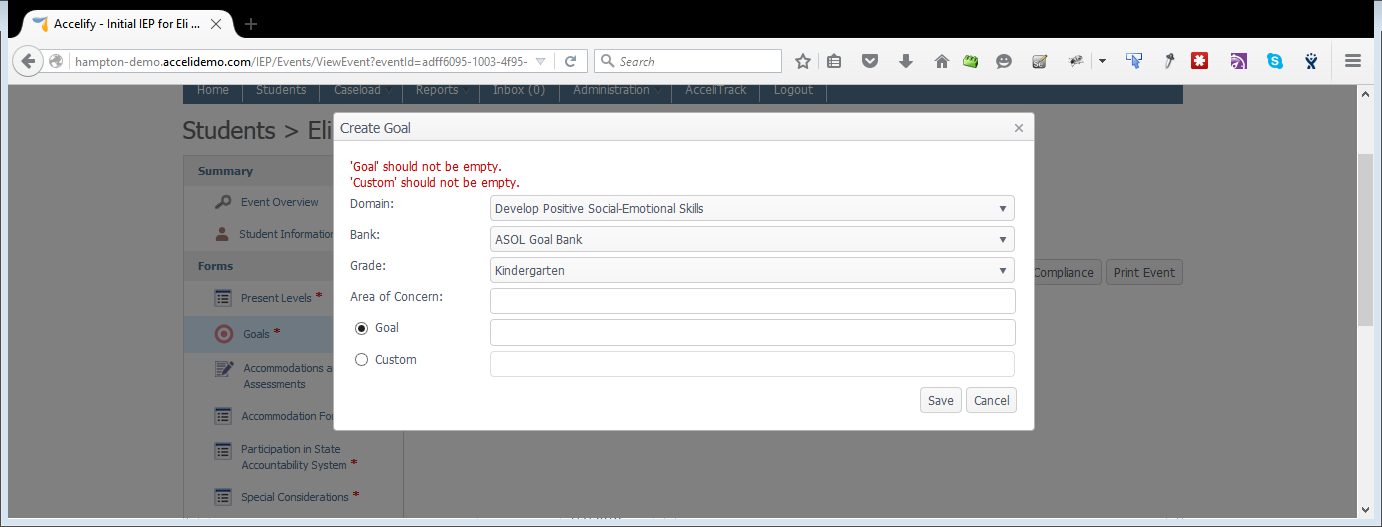 Accelify - Initial IEP for Eli ...
hampton-demo.accelidemo.com/IEP/Events/ViewEvent?eventId=adff6095-1003-4f95-
Search
Home Students Caseload Reports Inbox (0) Administration AcceliTrack Logout
Students > Eli
Create Goal
'Goal' should not be empty.
'Custom' should not be empty.
Domain: Develop Positive Social-Emotional Skills
Bank: ASOL Goal Bank
Grade: Kindergarten
Area of Concern:
Goal
Custom
Save Cancel
Summary
Event Overview
Student Information
Forms
Present Levels *
Goals *
Accommodations a
Assessments
Accommodation Fo
Participation in State
Accountability System *
Special Considerations *
Compliance Print Event